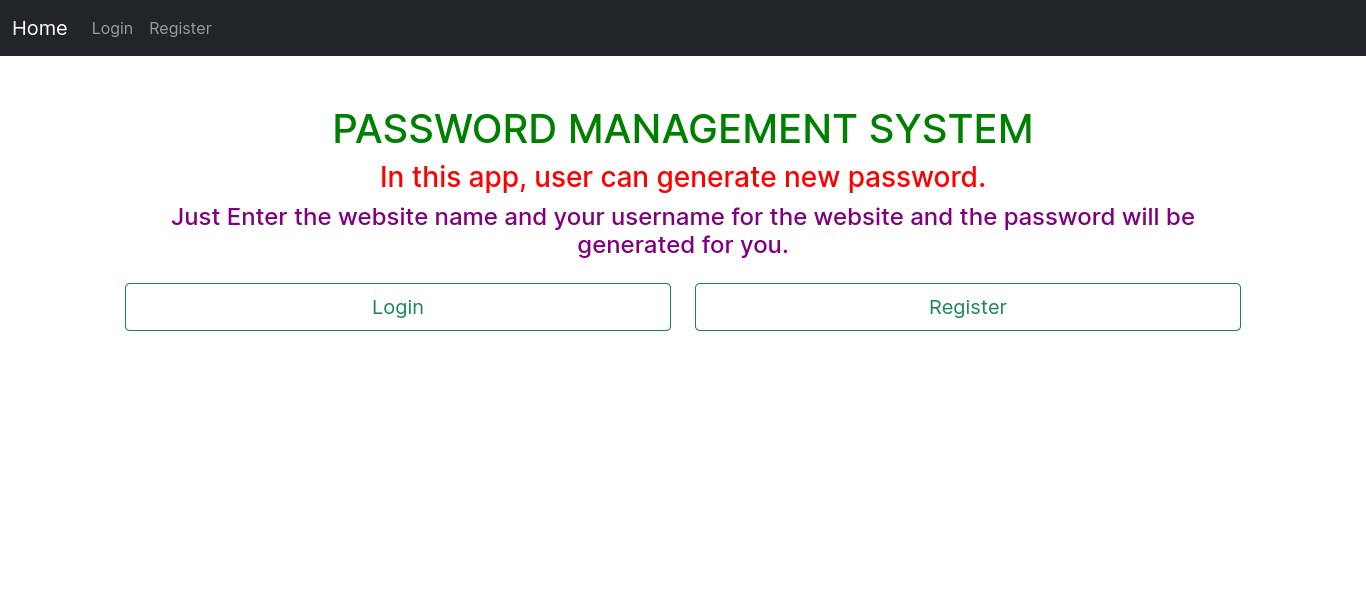 Home Login Register
PASSWORD MANAGEMENT SYSTEM
In this app, user can generate new password.
Just Enter the website name and your username for the website and the password will be
generated for you.
Login Register